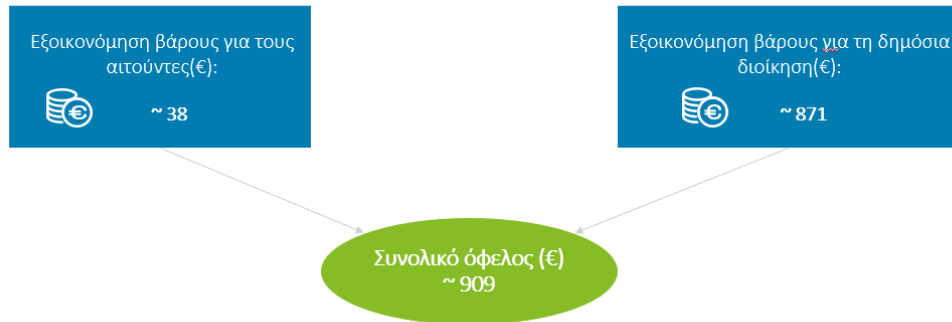 Εξοικονόμηση βάρους για τους
αιτούντες(€):
~ 38
Εξοικονόμηση βάρους για τη δημόσια
διοίκηση(€):
~ 871
Συνολικό όφελος (€)
~ 909